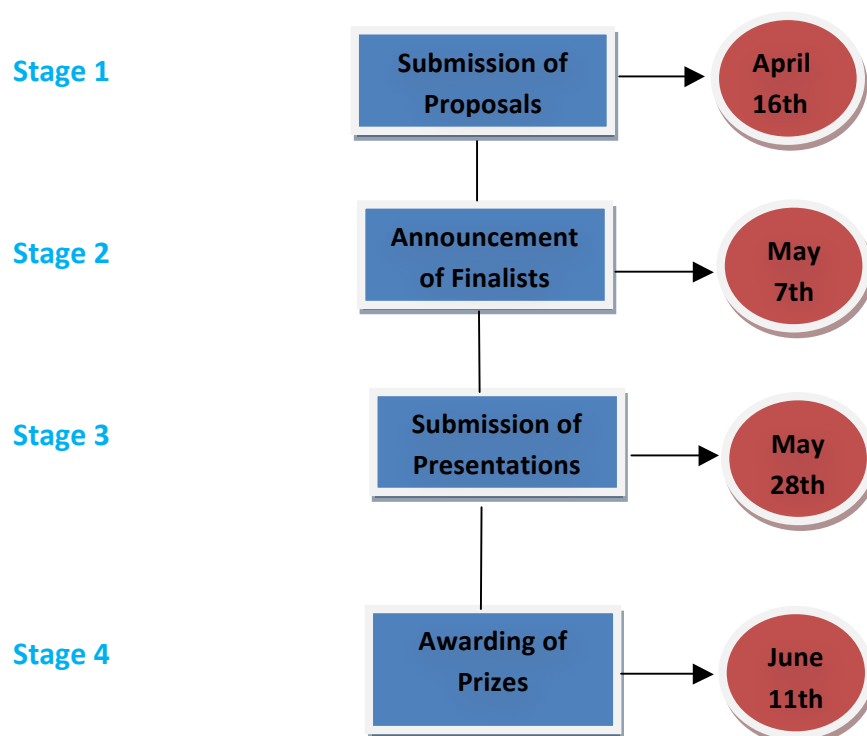 Stage 1
Submission of
Proposals
April
16th
Stage 2
Announcement
of Finalists
May
7th
Stage 3
Submission of
Presentations
May
28th
Stage 4
Awarding of
Prizes
June
11th